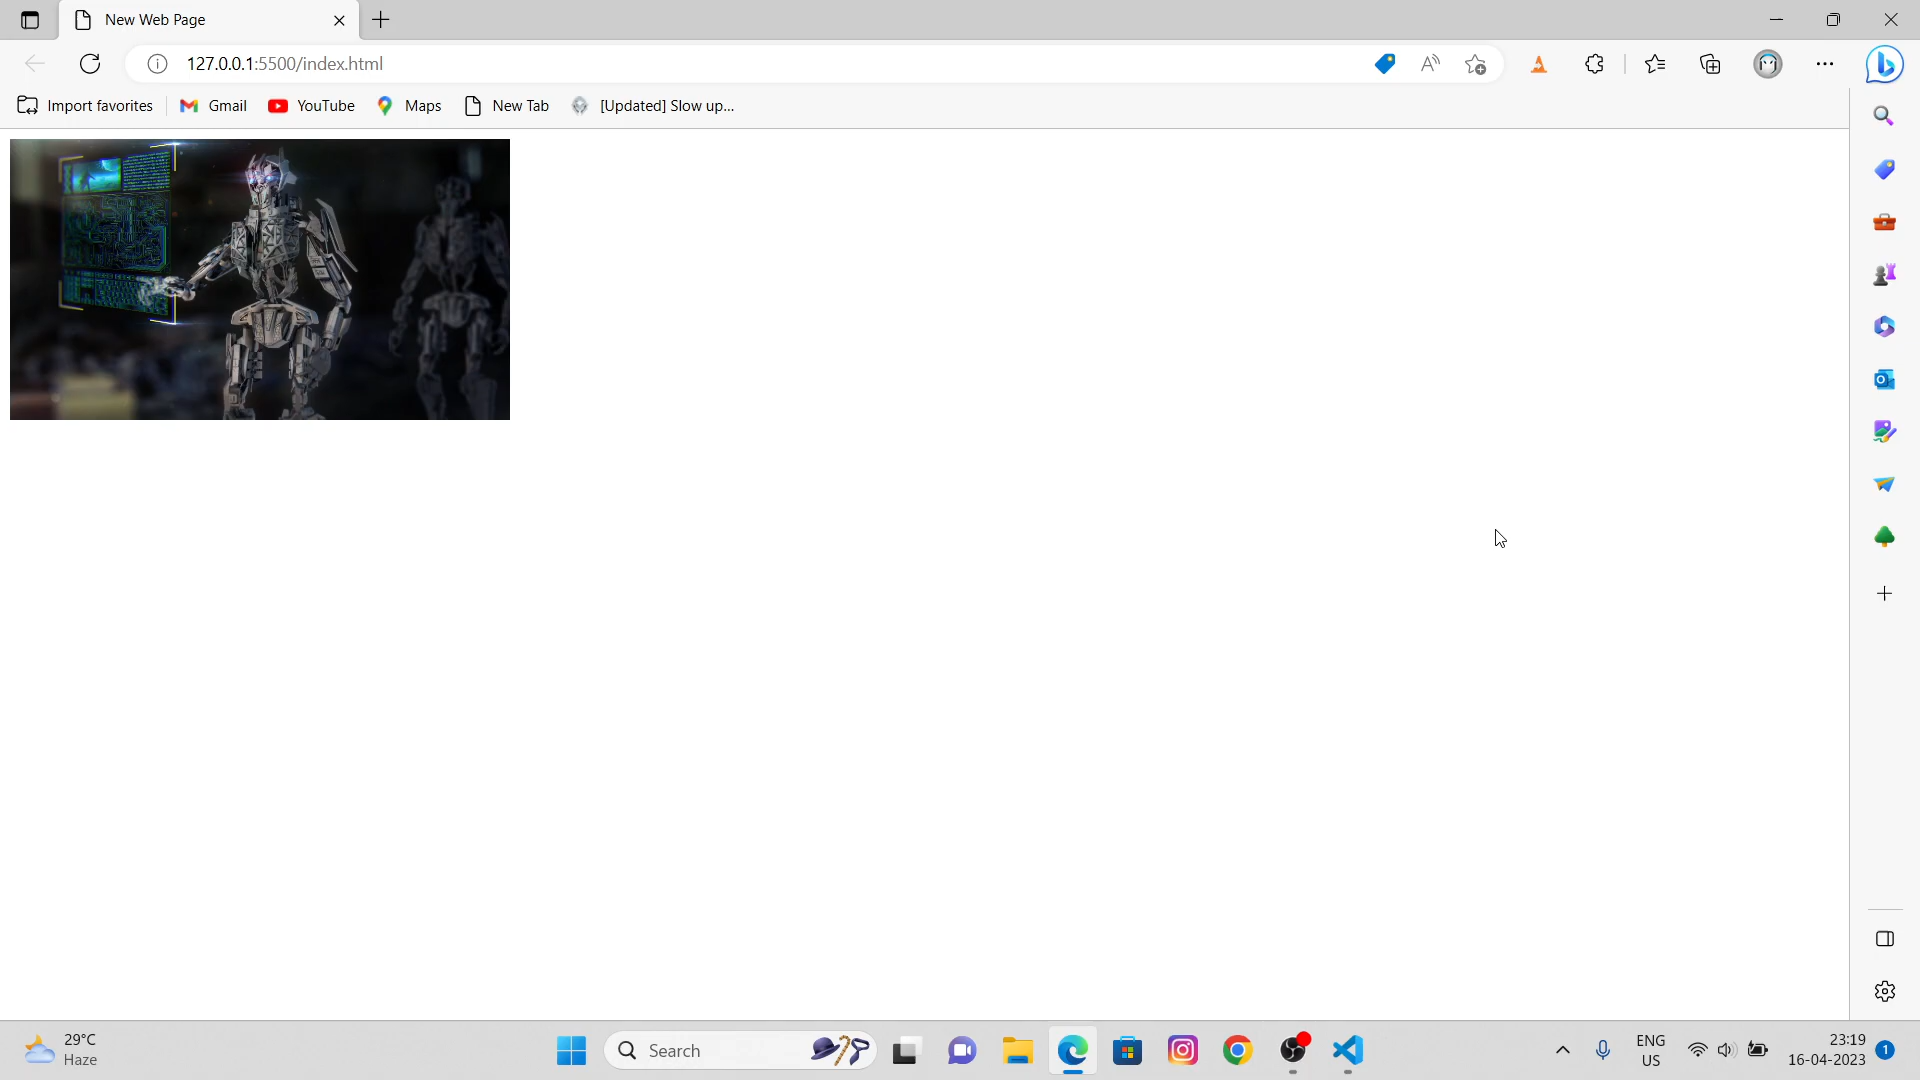 New Web Page
127.0.0.1:5500/index.html
Import favorites
Gmail
YouTube
Maps
New Tab
[Updated] Slow up...
29°C
Haze
Search
ENG
US
23:19
16-04-2023
1